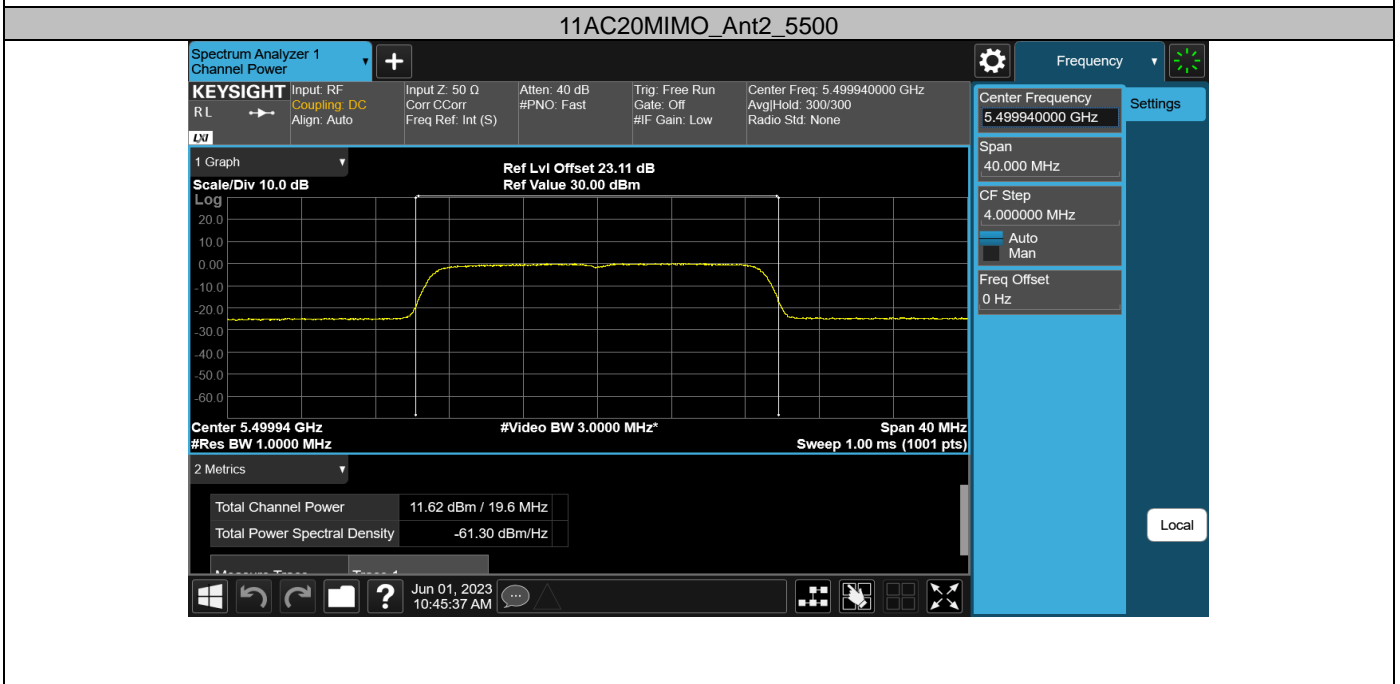 11AC20MIMO_Ant2_5500
Spectrum Analyzer 1
Channel Power
+
Frequency
KEYSIGHT
RL
LXI
Input: RF
Coupling: DC
Align: Auto
Input Z: 50 Ω
Corr CCorr
Freq Ref: Int (S)
Atten: 40 dB
#PNO: Fast
Trig: Free Run
Gate: Off
#IF Gain: Low
Center Freq: 5.499940000 GHz
Avg|Hold: 300/300
Radio Std: None
Center Frequency
5.499940000 GHz
Settings
Span
40.000 MHz
CF Step
4.000000 MHz
Auto
Man
Freq Offset
0 Hz
Local
1 Graph
Scale/Div 10.0 dB
Ref Lvl Offset 23.11 dB
Ref Value 30.00 dBm
Log
20.0
10.0
0.00
-10.0
-20.0
-30.0
-40.0
-50.0
-60.0
Center 5.49994 GHz
#Video BW 3.0000 MHz*
Span 40 MHz
#Res BW 1.0000 MHz
Sweep 1.00 ms (1001 pts)
2 Metrics
Total Channel Power 11.62 dBm / 19.6 MHz
Total Power Spectral Density -61.30 dBm/Hz
Measure Trace Trace 1
?
Jun 01, 2023
10:45:37 AM